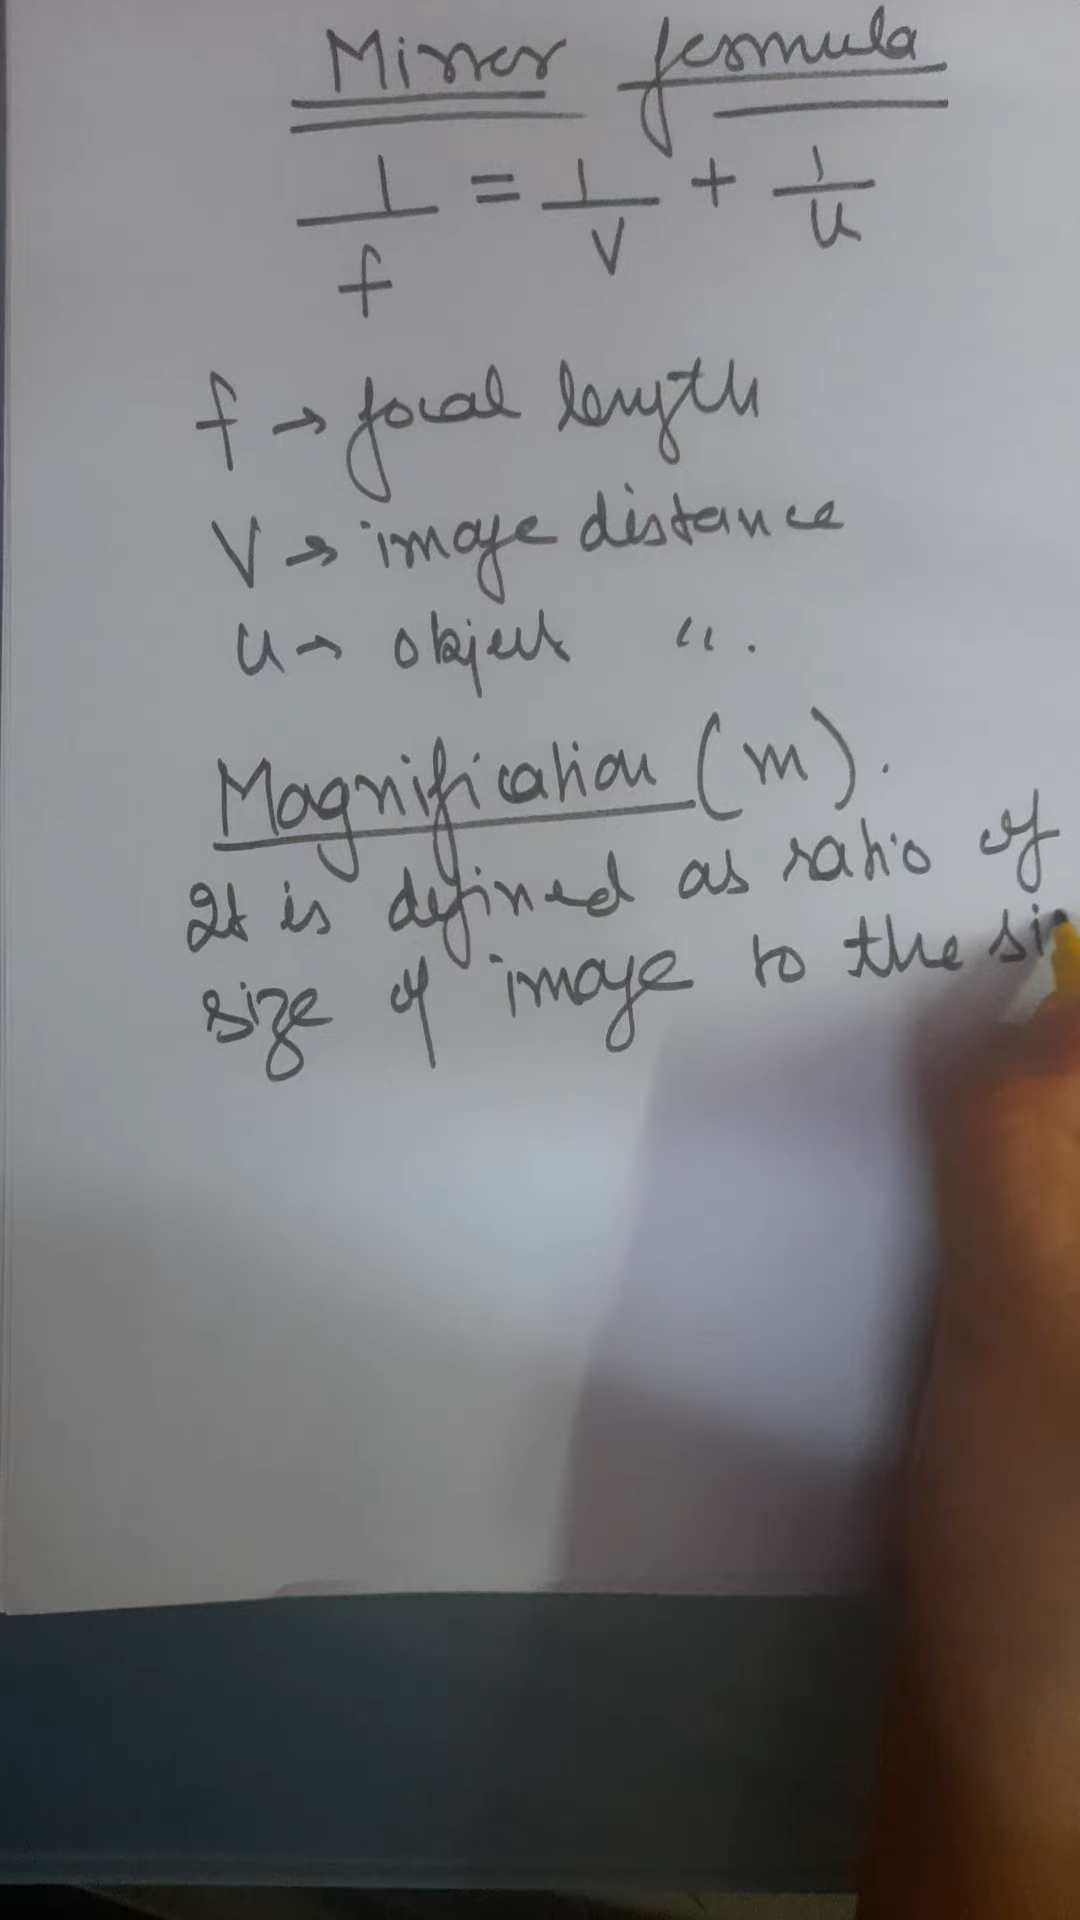 Mirror formula
1/f = 1/V + 1/u
f → focal length
V → image distance
u → object " .
Magnification (m).
It is defined as ratio of
size of image to the si